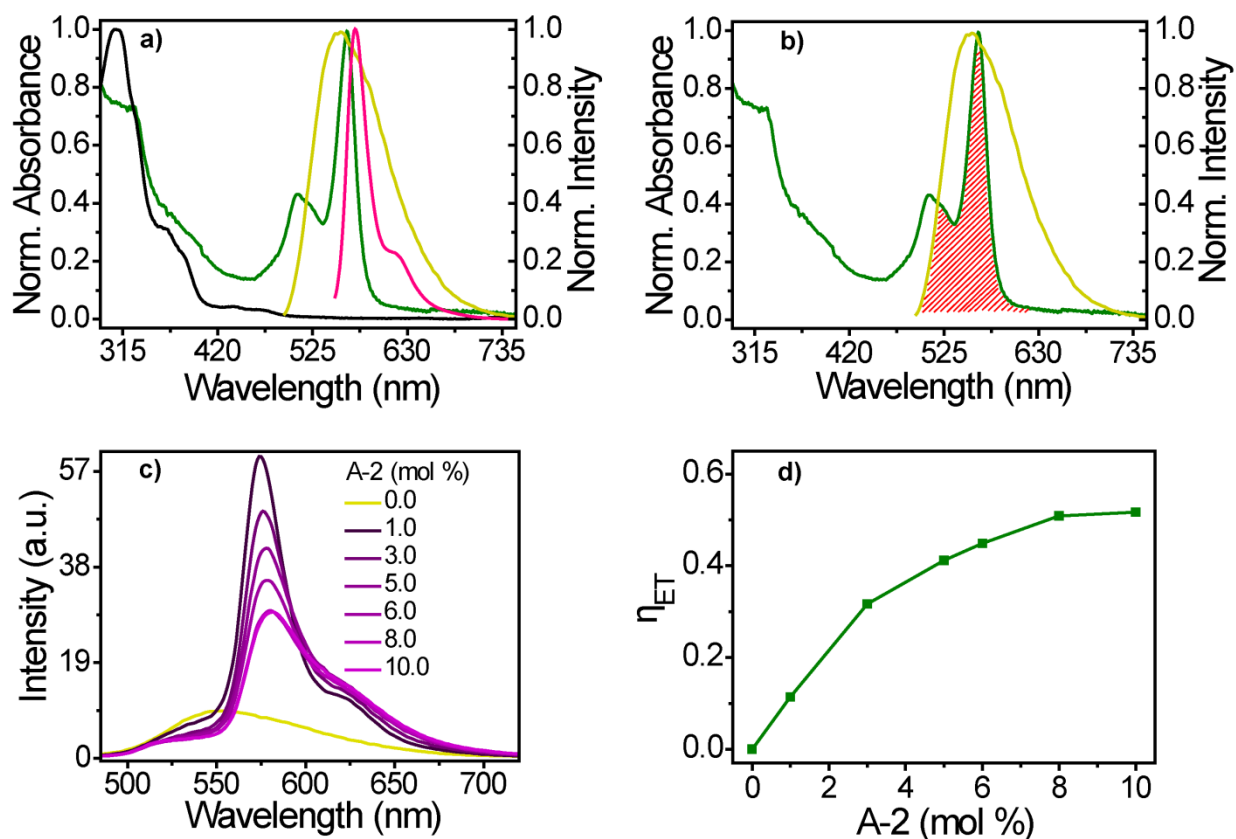 a)
Norm. Absorbance
1.0
0.8
0.6
0.4
0.2
0.0
1.0
0.8
0.6
0.4
0.2
0.0
Norm. Intensity
315 420 525 630 735
Wavelength (nm)
b)
Norm. Absorbance
1.0
0.8
0.6
0.4
0.2
0.0
1.0
0.8
0.6
0.4
0.2
0.0
Norm. Intensity
315 420 525 630 735
Wavelength (nm)
c)
Intensity (a.u.)
57
38
19
0
A-2 (mol %)
0.0
1.0
3.0
5.0
6.0
8.0
10.0
500 550 600 650 700
Wavelength (nm)
d)
ηET
0.6
0.4
0.2
0.0
0 2 4 6 8 10
A-2 (mol %)